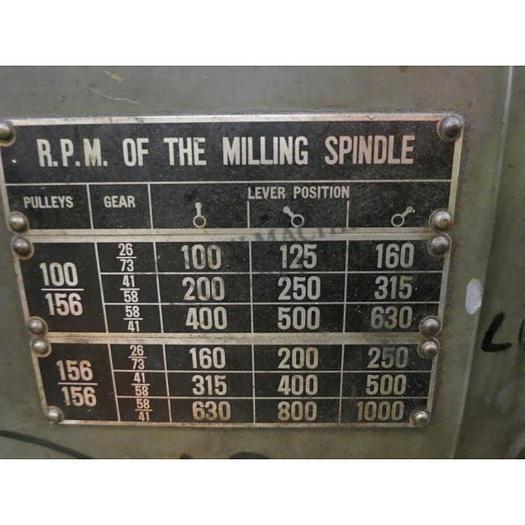 R.P.M. OF THE MILLING SPINDLE
PULLEYS GEAR LEVER POSITION
100/156 26/73 100 125 160
41/58 200 250 315
58/41 400 500 630
156/156 26/73 160 200 250
41/58 315 400 500
58/41 630 800 1000